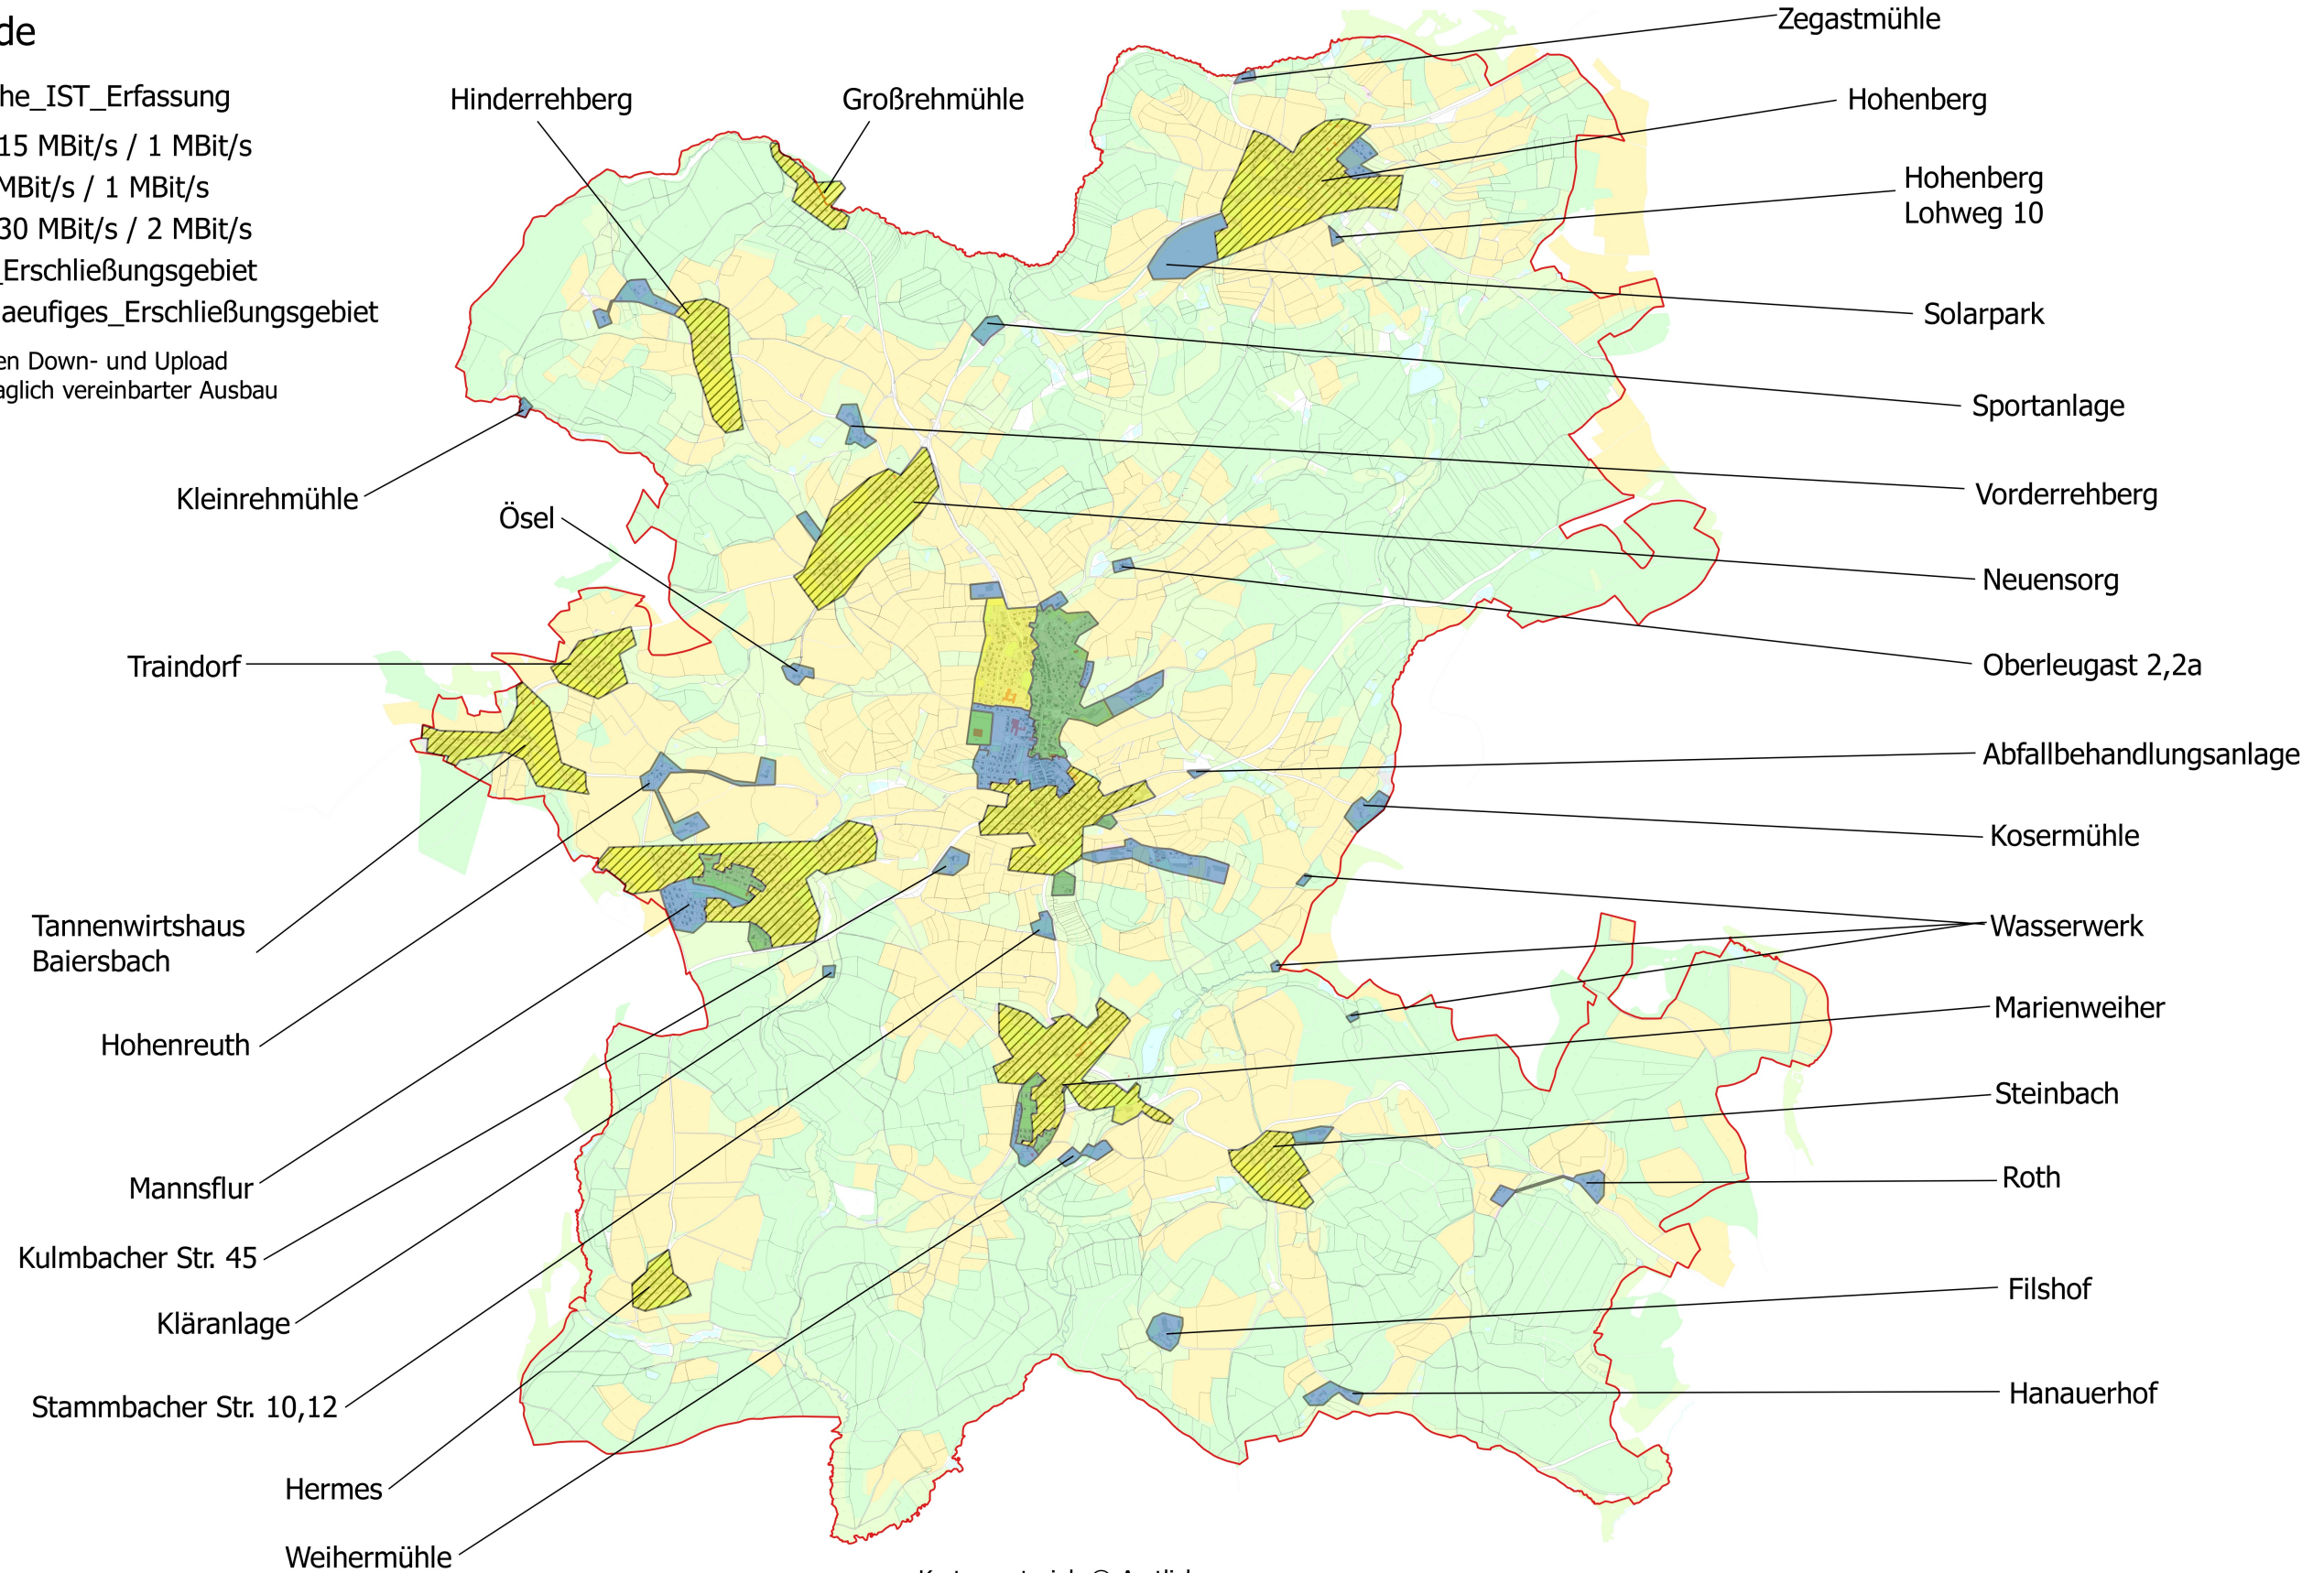 de
he_IST_Erfassung
15 MBit/s / 1 MBit/s
MBit/s / 1 MBit/s
30 MBit/s / 2 MBit/s
_Erschließungsgebiet
aeufiges_Erschließungsgebiet
en Down- und Upload
aglich vereinbarter Ausbau
Hinderrehberg
Großrehmühle
Zegastmühle
Hohenberg
Hohenberg
Lohweg 10
Solarpark
Sportanlage
Vorderrehberg
Neuensorg
Oberleugast 2,2a
Abfallbehandlungsanlage
Kosermühle
Wasserwerk
Marienweiher
Steinbach
Roth
Filshof
Hanauerhof
Kleinrehmühle
Ösel
Traindorf
Tannenwirtshaus
Baiersbach
Hohenreuth
Mannsflur
Kulmbacher Str. 45
Kläranlage
Stammbacher Str. 10,12
Hermes
Weihermühle